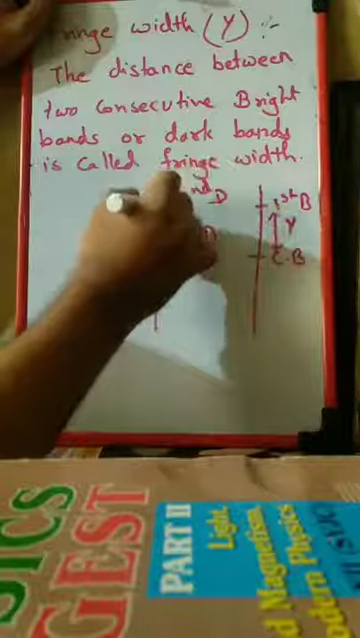 Fringe width (Y) :-
The distance between
two consecutive Bright
bands or dark bands
is called fringe width.
nd D
1st B
Y
C.B
D
PART II
Light,
Magnetism,
Modern Physics